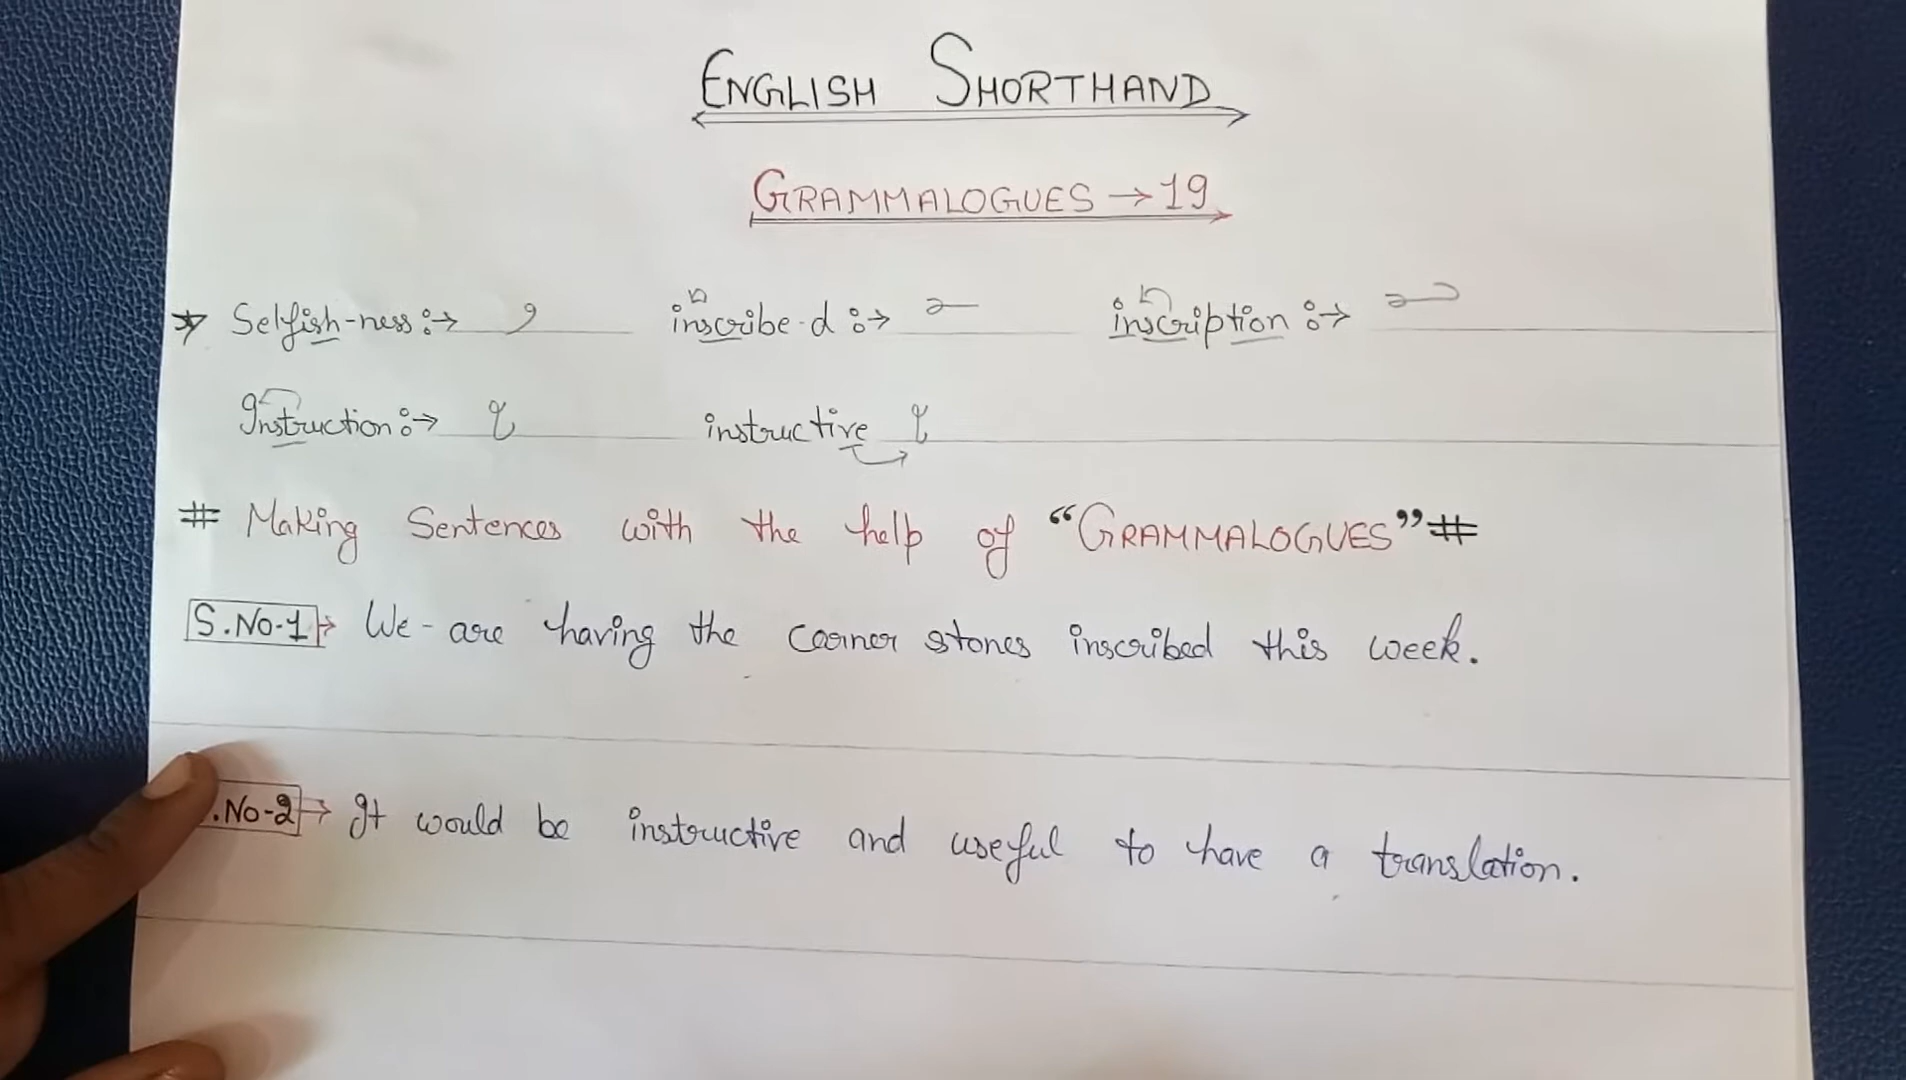 ENGLISH SHORTHAND
GRAMMALOGUES → 19
Selfish-ness :→ inscribe-d :→ inscription :→
Instruction :→ instructive
# Making Sentences with the help of “GRAMMALOGUES” #
S.No-1 → We-are having the corner stones inscribed this week.
.No-2 → It would be instructive and useful to have a translation.